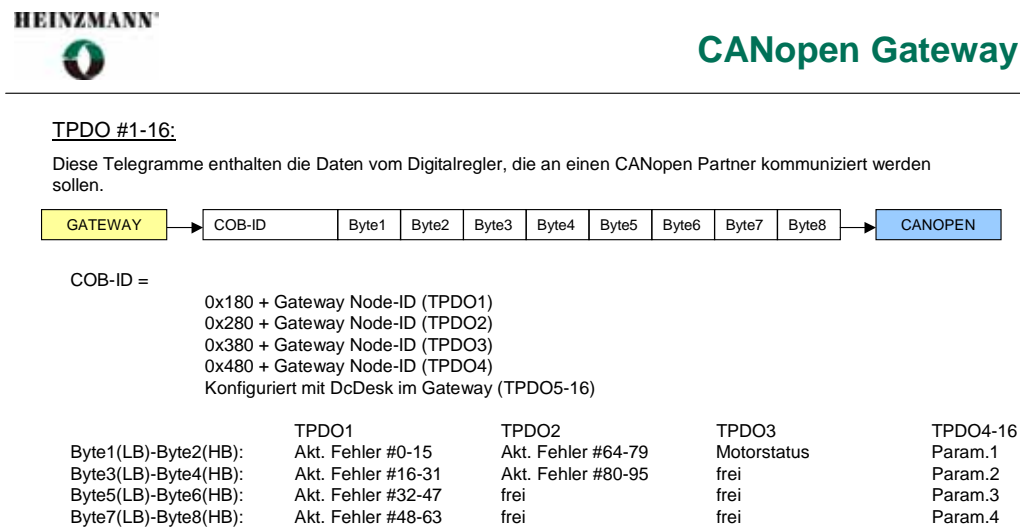 HEINZMANN®
CANopen Gateway
TPDO #1-16:
Diese Telegramme enthalten die Daten vom Digitalregler, die an einen CANopen Partner kommuniziert werden
sollen.
GATEWAY COB-ID Byte1 Byte2 Byte3 Byte4 Byte5 Byte6 Byte7 Byte8 CANOPEN
COB-ID =
0x180 + Gateway Node-ID (TPDO1)
0x280 + Gateway Node-ID (TPDO2)
0x380 + Gateway Node-ID (TPDO3)
0x480 + Gateway Node-ID (TPDO4)
Konfiguriert mit DcDesk im Gateway (TPDO5-16)
TPDO1 TPDO2 TPDO3 TPDO4-16
Byte1(LB)-Byte2(HB): Akt. Fehler #0-15 Akt. Fehler #64-79 Motorstatus Param.1
Byte3(LB)-Byte4(HB): Akt. Fehler #16-31 Akt. Fehler #80-95 frei Param.2
Byte5(LB)-Byte6(HB): Akt. Fehler #32-47 frei frei Param.3
Byte7(LB)-Byte8(HB): Akt. Fehler #48-63 frei frei Param.4